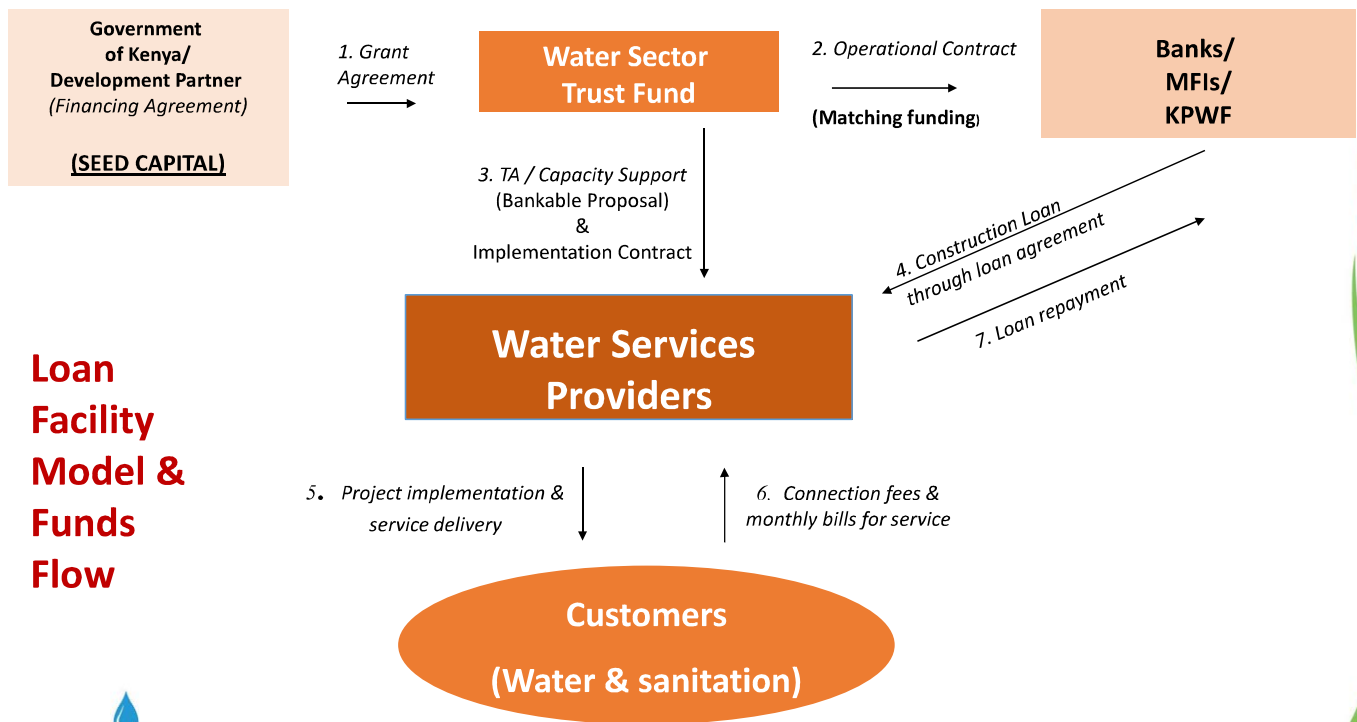 Government
of Kenya/
Development Partner
(Financing Agreement)
(SEED CAPITAL)
1. Grant
Agreement
Water Sector
Trust Fund
2. Operational Contract
(Matching funding)
Banks/
MFIs/
KPWF
3. TA / Capacity Support
(Bankable Proposal)
&
Implementation Contract
4. Construction Loan
through loan agreement
7. Loan repayment
Water Services
Providers
Loan
Facility
Model &
Funds
Flow
5. Project implementation &
service delivery
6. Connection fees &
monthly bills for service
Customers
(Water & sanitation)